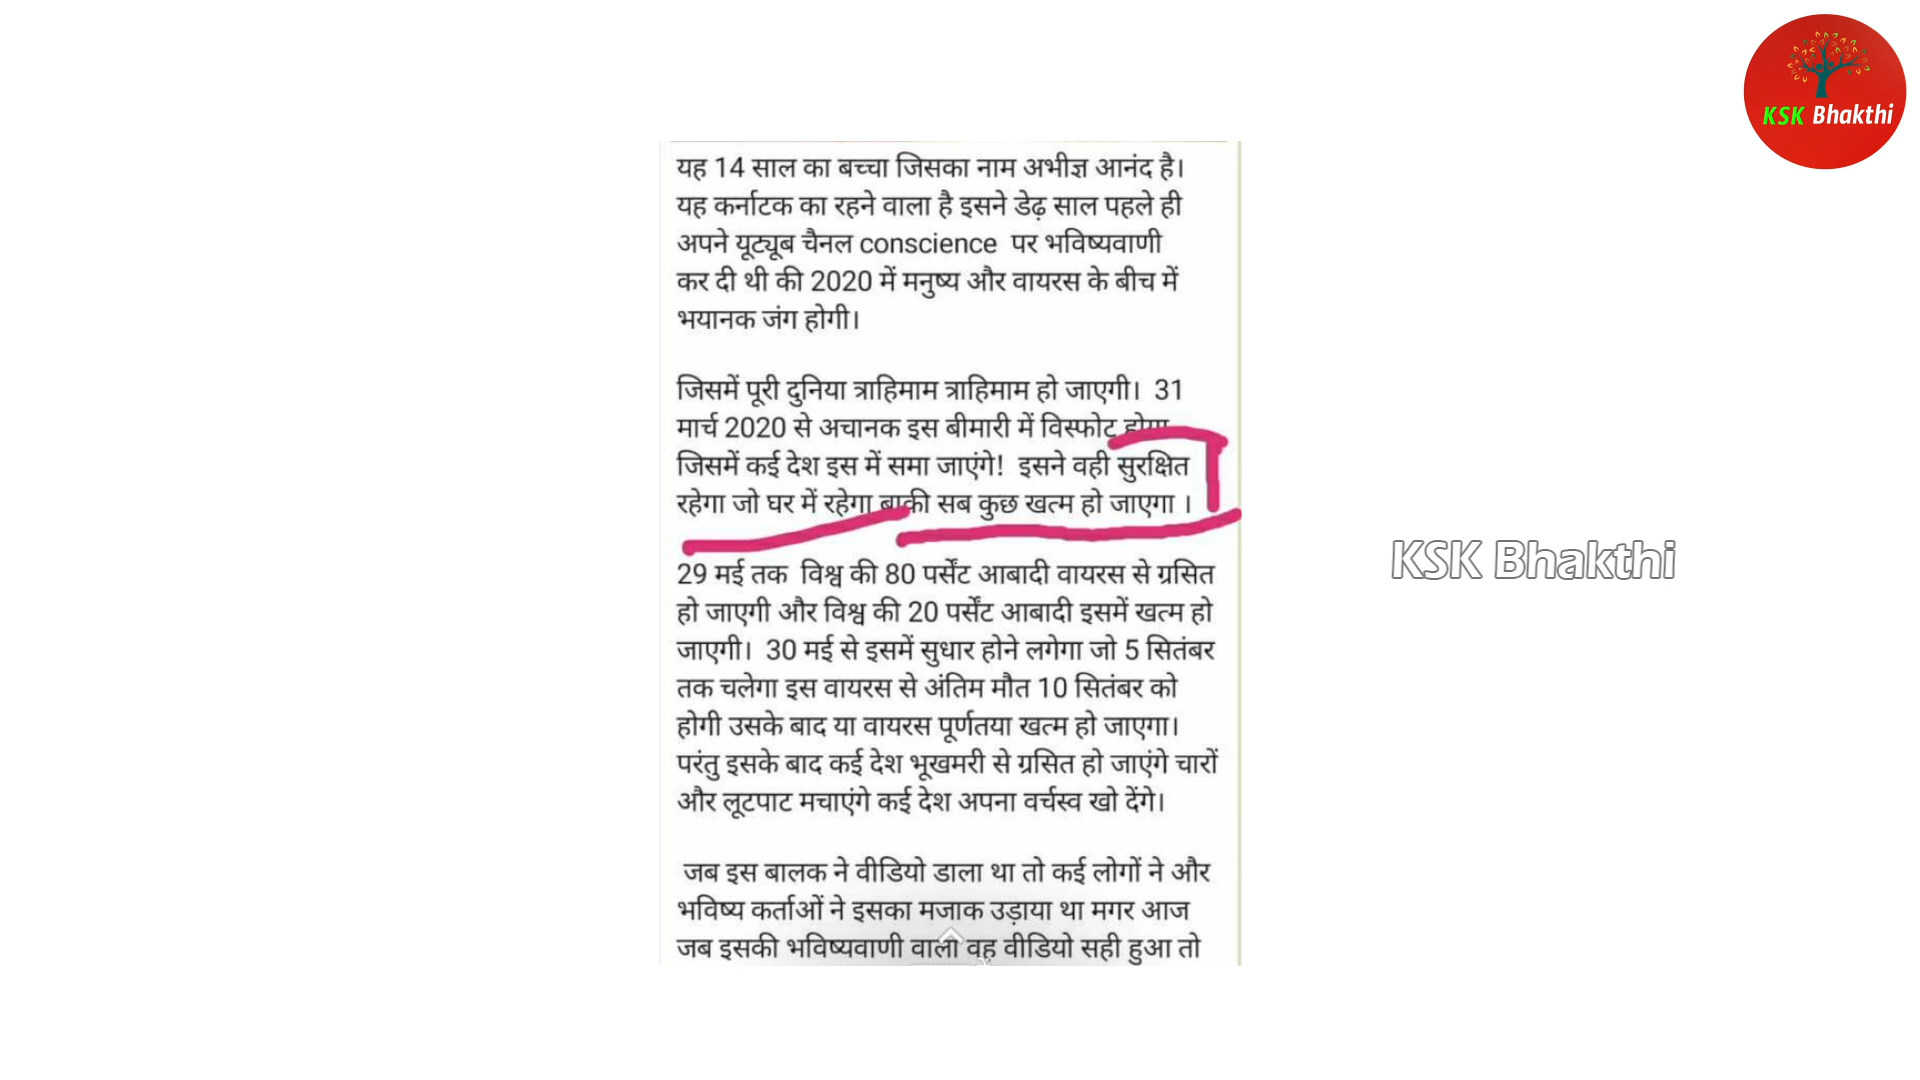 KSK Bhakthi
यह 14 साल का बच्चा जिसका नाम अभीज्ञ आनंद है।
यह कर्नाटक का रहने वाला है इसने डेढ़ साल पहले ही
अपने यूट्यूब चैनल conscience पर भविष्यवाणी
कर दी थी की 2020 में मनुष्य और वायरस के बीच में
भयानक जंग होगी।
जिसमें पूरी दुनिया त्राहिमाम त्राहिमाम हो जाएगी। 31
मार्च 2020 से अचानक इस बीमारी में विस्फोट होगा
जिसमें कई देश इस में समा जाएंगे! इसने वही सुरक्षित
रहेगा जो घर में रहेगा बाकी सब कुछ खत्म हो जाएगा ।
KSK Bhakthi
29 मई तक विश्व की 80 पर्सेंट आबादी वायरस से ग्रसित
हो जाएगी और विश्व की 20 पर्सेंट आबादी इसमें खत्म हो
जाएगी। 30 मई से इसमें सुधार होने लगेगा जो 5 सितंबर
तक चलेगा इस वायरस से अंतिम मौत 10 सितंबर को
होगी उसके बाद या वायरस पूर्णतया खत्म हो जाएगा।
परंतु इसके बाद कई देश भूखमरी से ग्रसित हो जाएंगे चारों
और लूटपाट मचाएंगे कई देश अपना वर्चस्व खो देंगे।
जब इस बालक ने वीडियो डाला था तो कई लोगों ने और
भविष्य कर्ताओं ने इसका मजाक उड़ाया था मगर आज
जब इसकी भविष्यवाणी वाला वह वीडियो सही हुआ तो